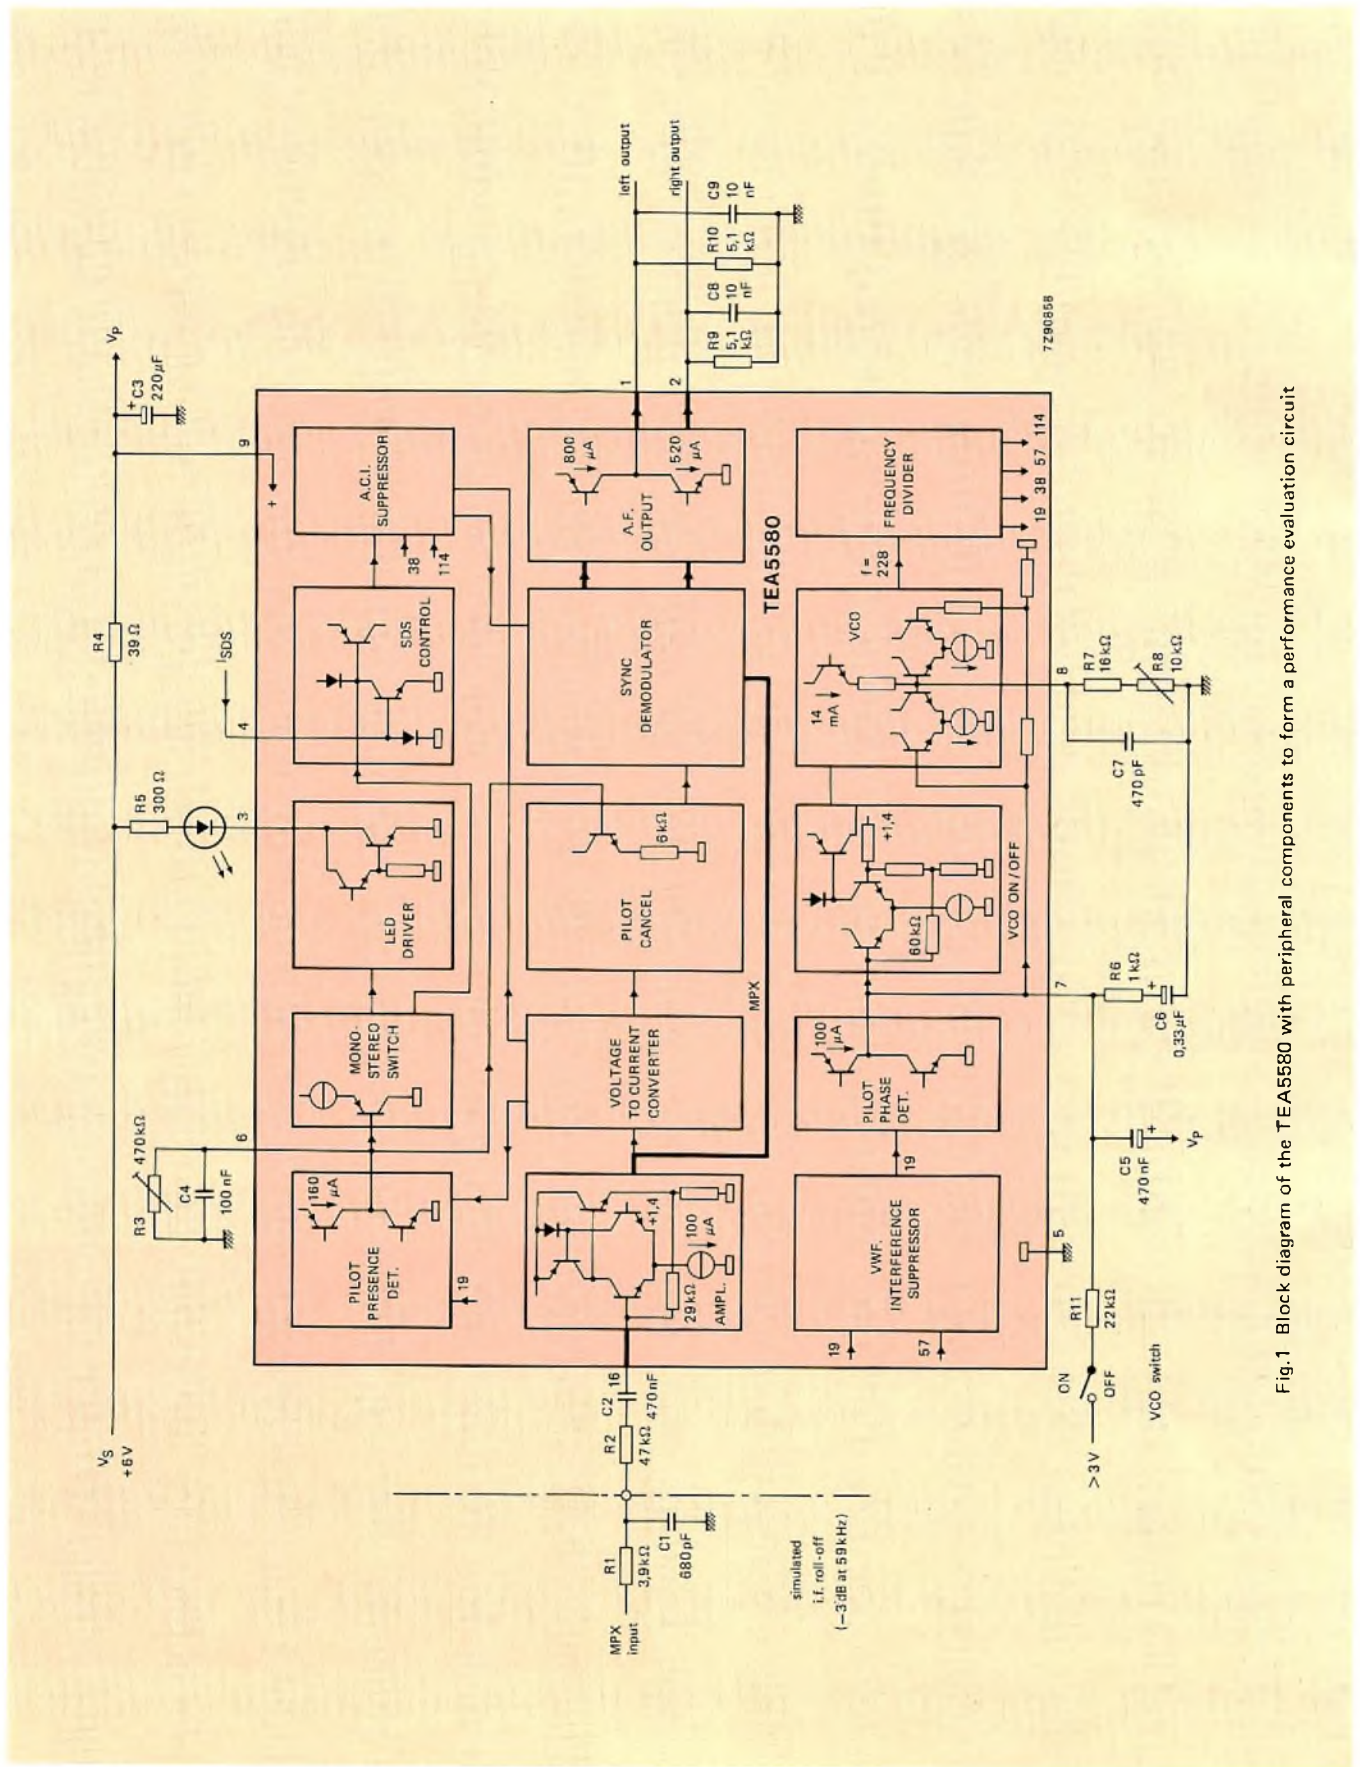 VS
+6V
R3
470kΩ
C4
100 nF
6
R5
300 Ω
3
4
ISDS
R4
39 Ω
9
+
C3
220µF
VP
+
PILOT
PRESENCE
DET.
160
µA
19
MONO-
STEREO
SWITCH
LED
DRIVER
SDS
CONTROL
38
114
A.C.I.
SUPPRESSOR
MPX
input
R1
3,9kΩ
C1
680pF
R2
47kΩ
C2
470nF
16
29kΩ
AMPL.
100
µA
+1,4
VOLTAGE
TO CURRENT
CONVERTER
MPX
PILOT
CANCEL
6kΩ
SYNC
DEMODULATOR
A.F.
OUTPUT
800
µA
520
µA
1
2
left output
right output
R9
5,1
kΩ
C8
10
nF
R10
5,1
kΩ
C9
10
nF
TEA5580
simulated
i.f. roll-off
(−3dB at 59kHz)
19
57
VWF.
INTERFERENCE
SUPPRESSOR
19
PILOT
PHASE
DET.
100
µA
60kΩ
+1,4
VCO ON/OFF
14
mA
VCO
f =
228
FREQUENCY
DIVIDER
19 38 57 114
5
7
8
>3V
ON
OFF
VCO switch
R11
22kΩ
C5
470nF
+
VP
R6
1kΩ
C6
+
0,33µF
C7
470pF
R7
16kΩ
R8
10kΩ
7Z90858
Fig.1 Block diagram of the TEA5580 with peripheral components to form a performance evaluation circuit